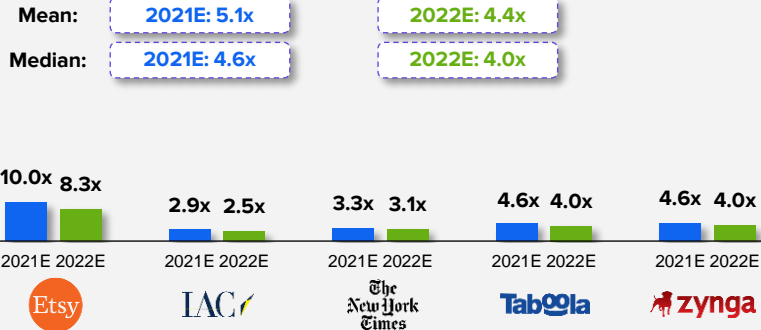 Mean: 2021E: 5.1x 2022E: 4.4x
Median: 2021E: 4.6x 2022E: 4.0x
10.0x 8.3x 2.9x 2.5x 3.3x 3.1x 4.6x 4.0x 4.6x 4.0x
2021E 2022E 2021E 2022E 2021E 2022E 2021E 2022E 2021E 2022E
Etsy IAC The New York Times Taboola zynga